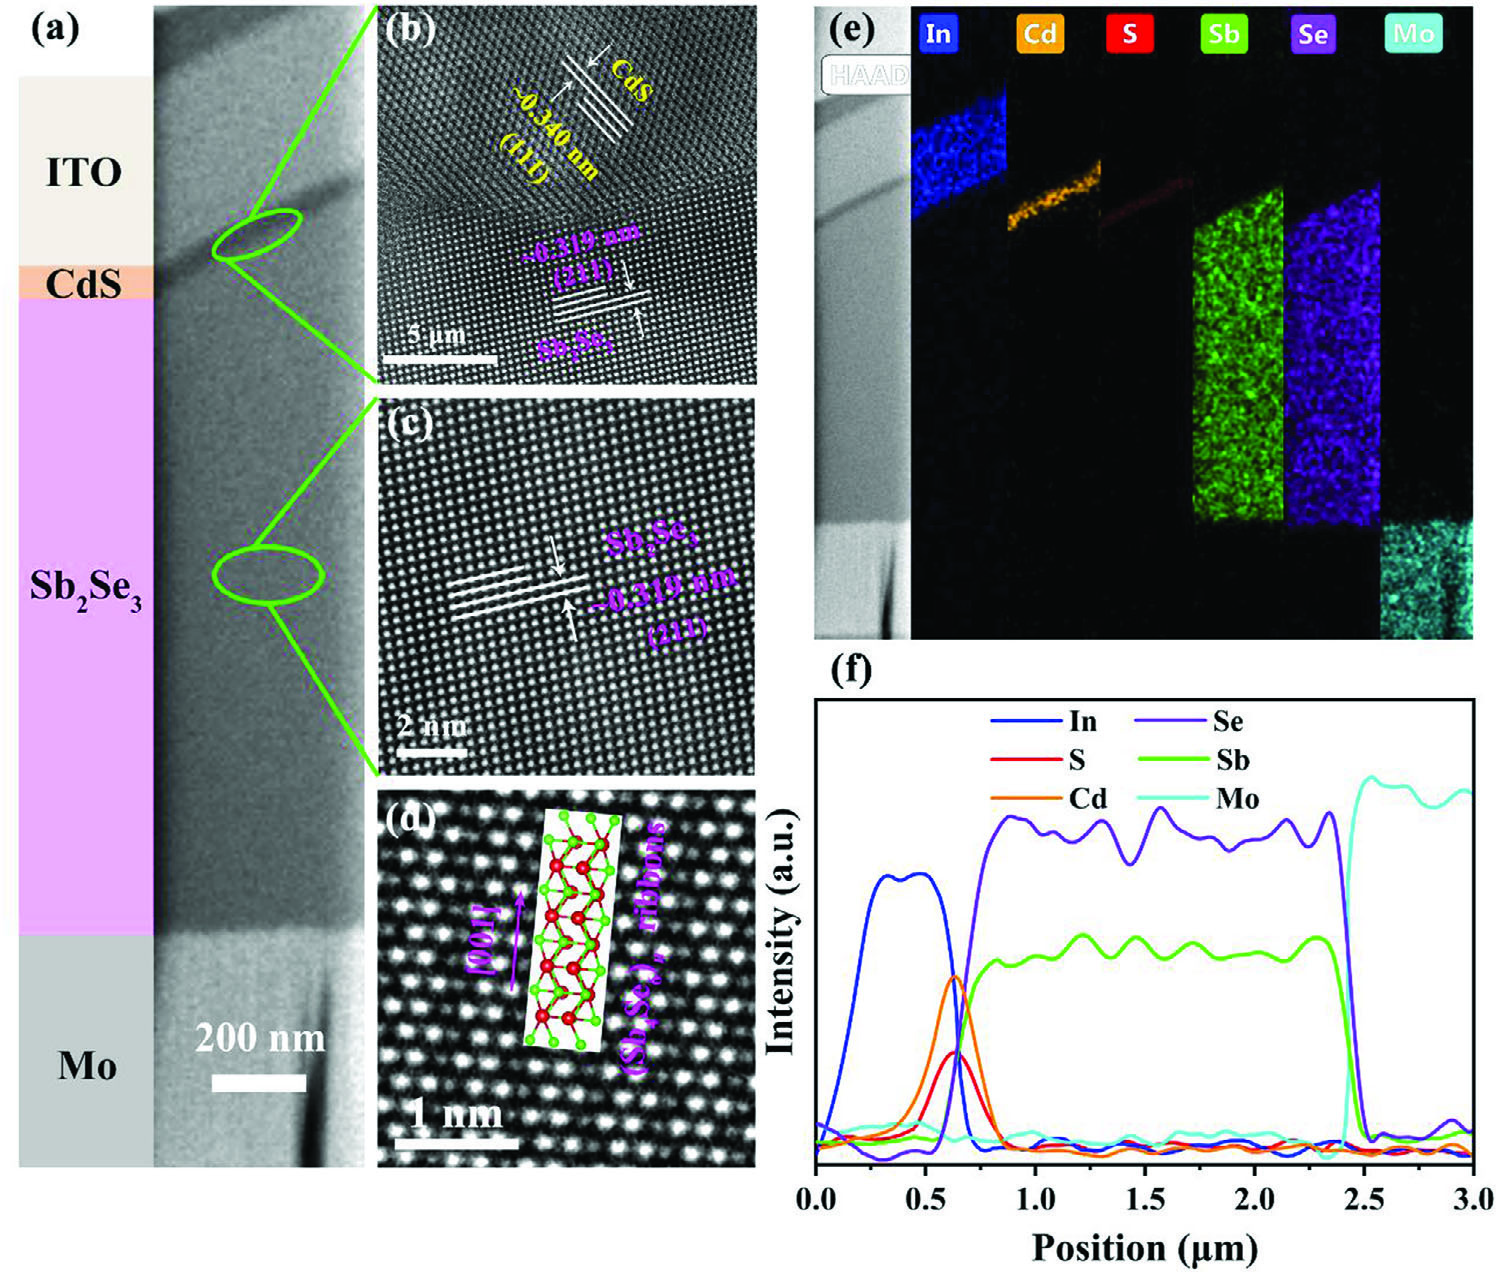 (a)
ITO
CdS
Sb2Se3
Mo
200 nm
(b)
CdS
~0.340 nm
(111)
~0.319 nm
(211)
Sb2Se3
5 μm
(c)
Sb2Se3
~0.319 nm
(211)
2 nm
(d)
[001]
(Sb4Se6)n ribbons
1 nm
(e)
HAAD
In
Cd
S
Sb
Se
Mo
(f)
In
Se
S
Sb
Cd
Mo
Intensity (a.u.)
0.0 0.5 1.0 1.5 2.0 2.5 3.0
Position (μm)